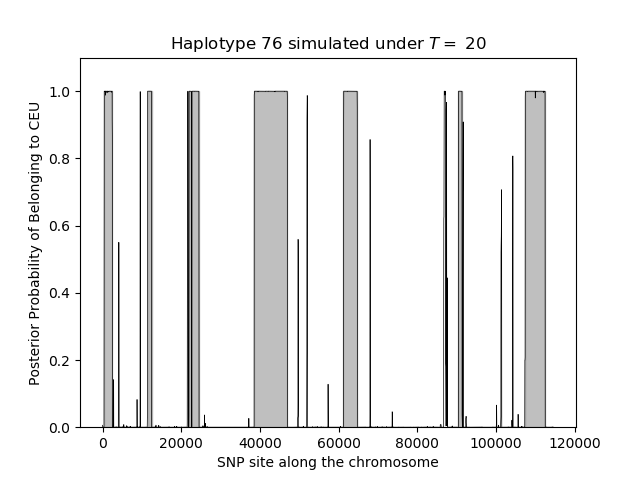 Haplotype 76 simulated under T = 20
Posterior Probability of Belonging to CEU
1.0
0.8
0.6
0.4
0.2
0.0
0 20000 40000 60000 80000 100000 120000
SNP site along the chromosome